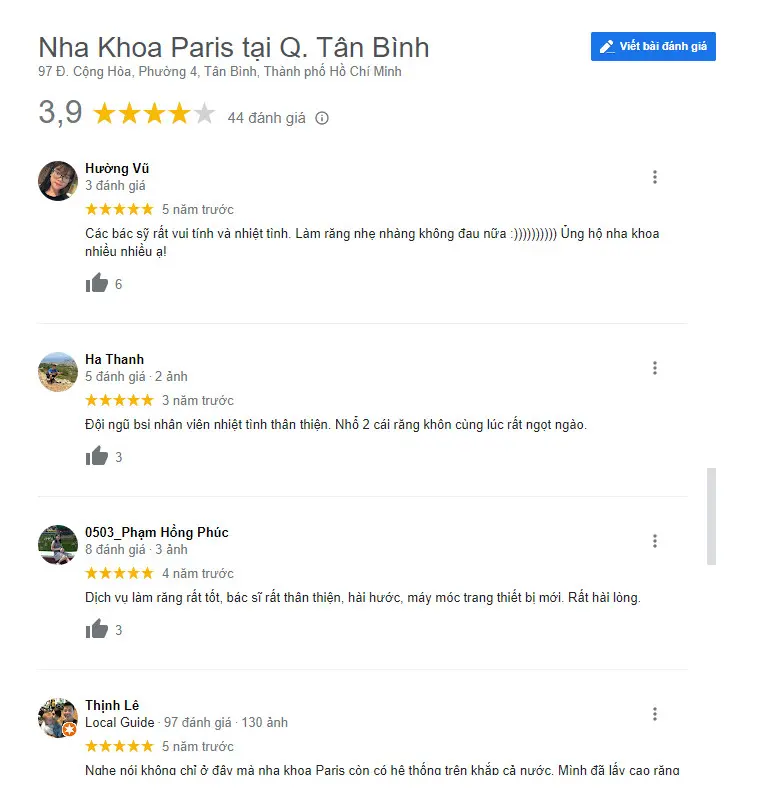 Nha Khoa Paris tại Q. Tân Bình
Viết bài đánh giá
97 Đ. Cộng Hòa, Phường 4, Tân Bình, Thành phố Hồ Chí Minh
3,9 44 đánh giá
Hường Vũ
3 đánh giá
5 năm trước
Các bác sỹ rất vui tính và nhiệt tình. Làm răng nhẹ nhàng không đau nữa :)))))))))) Ủng hộ nha khoa
nhiều nhiều ạ!
6
Ha Thanh
5 đánh giá · 2 ảnh
3 năm trước
Đội ngũ bsi nhân viên nhiệt tình thân thiện. Nhổ 2 cái răng khôn cùng lúc rất ngọt ngào.
3
0503_Phạm Hồng Phúc
8 đánh giá · 3 ảnh
4 năm trước
Dịch vụ làm răng rất tốt, bác sĩ rất thân thiện, hài hước, máy móc trang thiết bị mới. Rất hài lòng.
3
Thịnh Lê
Local Guide · 97 đánh giá · 130 ảnh
5 năm trước
Nghe nói không chỉ ở đây mà nha khoa Paris còn có hệ thống trên khắp cả nước. Mình đã lấy cao răng